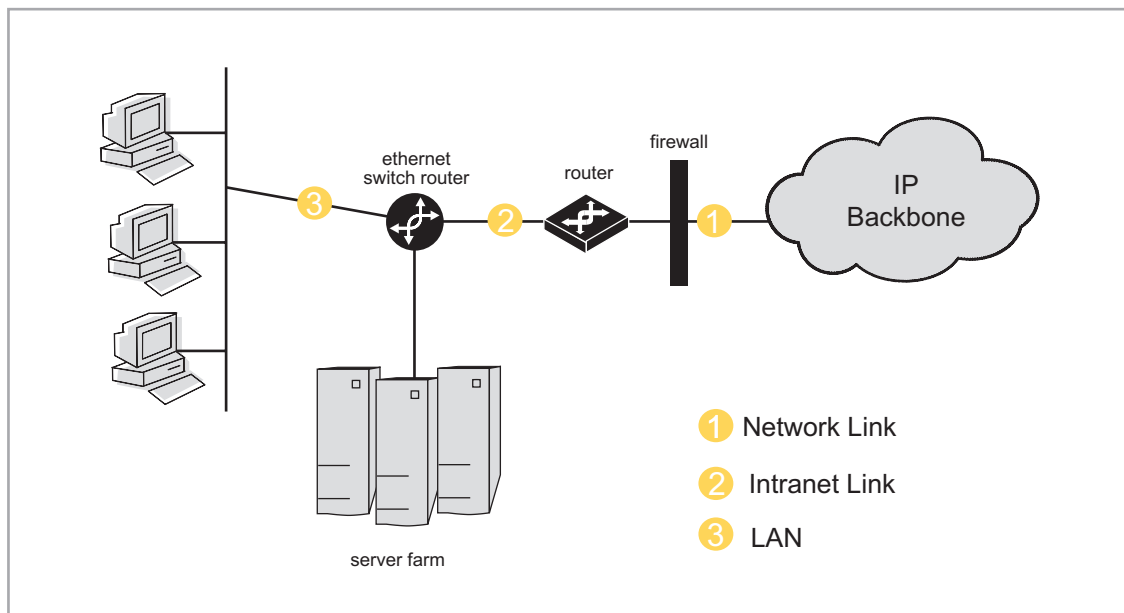 ethernet
switch router
router
firewall
IP
Backbone
3
2
1
server farm
1 Network Link
2 Intranet Link
3 LAN